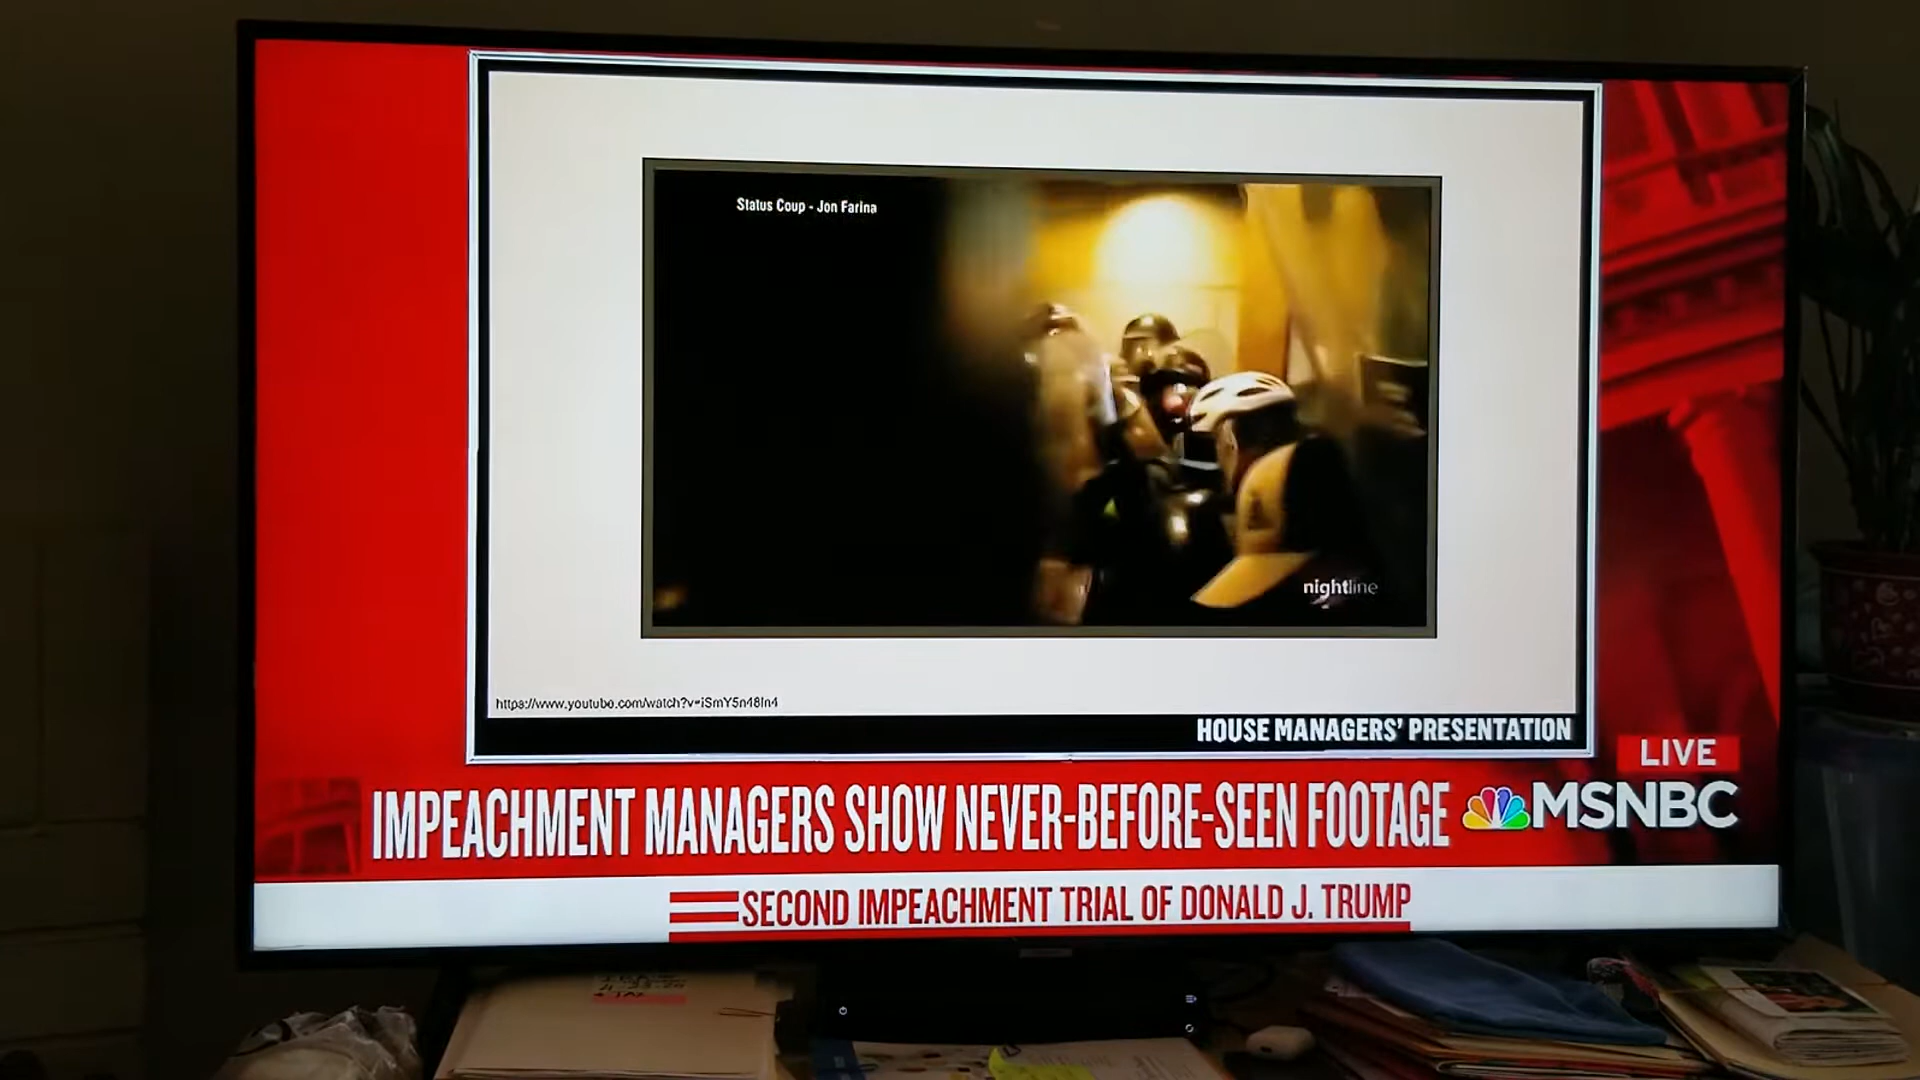 Status Coup - Jon Farina
nightline
https://www.youtube.com/watch?v=iSmY5n48In4
HOUSE MANAGERS' PRESENTATION
LIVE
IMPEACHMENT MANAGERS SHOW NEVER-BEFORE-SEEN FOOTAGE
MSNBC
SECOND IMPEACHMENT TRIAL OF DONALD J. TRUMP